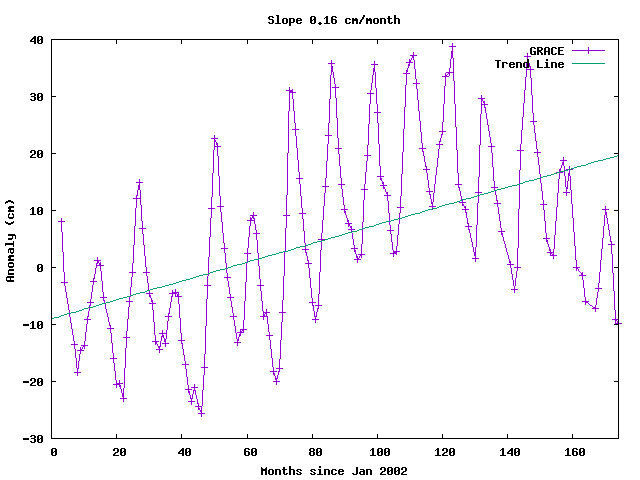 Slope 0.16 cm/month
40
30
20
10
0
-10
-20
-30
Anomaly (cm)
GRACE
Trend Line
0 20 40 60 80 100 120 140 160
Months since Jan 2002